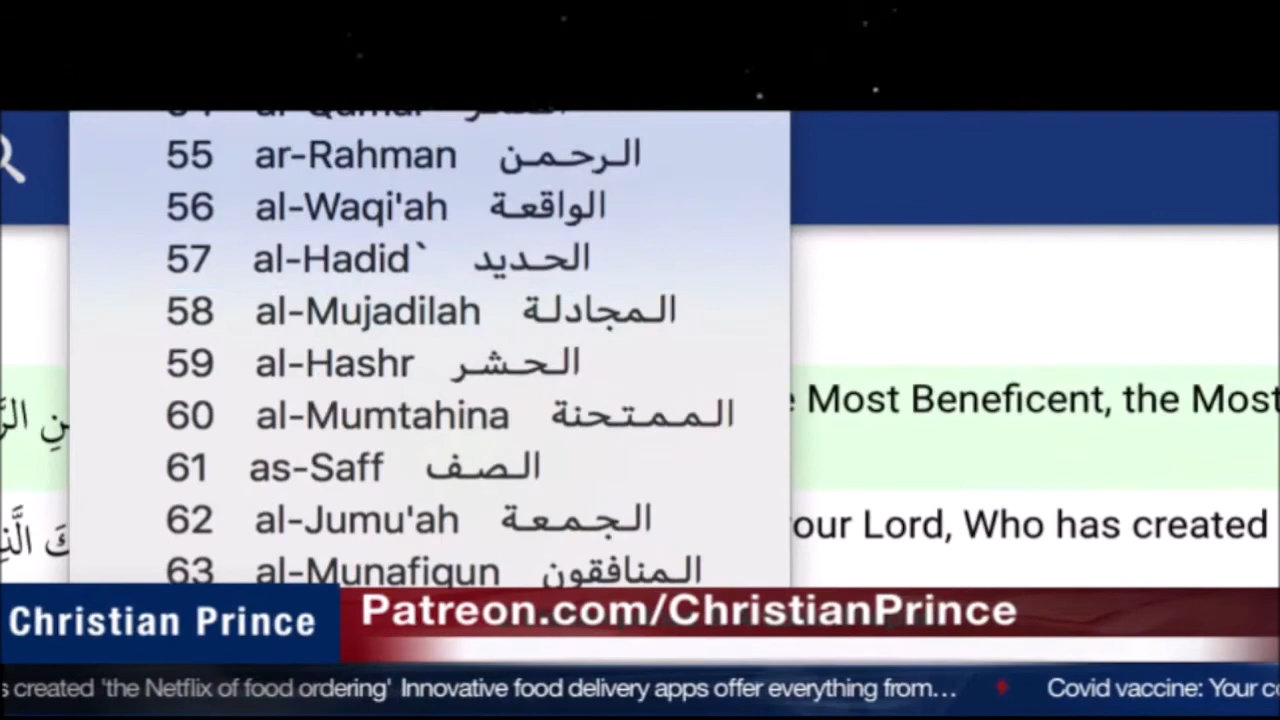 55 ar-Rahman الرحمن
56 al-Waqi'ah الواقعة
57 al-Hadid` الحديد
58 al-Mujadilah المجادلة
59 al-Hashr الحشر
60 al-Mumtahina الممتحنة
61 as-Saff الصف
62 al-Jumu'ah الجمعة
63 al-Munafiqun المنافقون
Most Beneficent, the Most
our Lord, Who has created
Christian Prince
Patreon.com/ChristianPrince
s created 'the Netflix of food ordering' Innovative food delivery apps offer everything from… Covid vaccine: Your